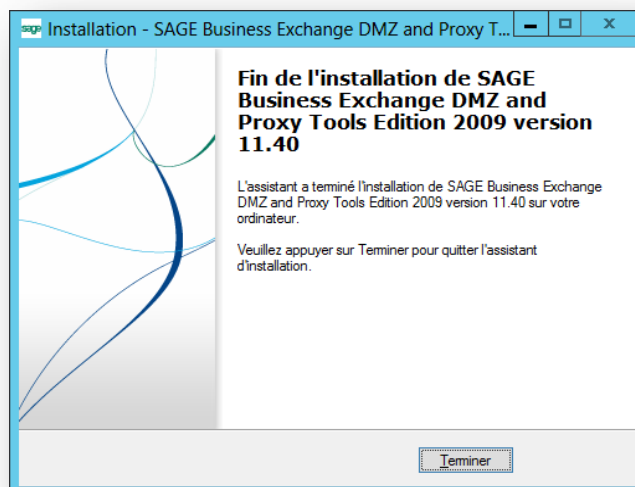 sage Installation - SAGE Business Exchange DMZ and Proxy T...
Fin de l'installation de SAGE
Business Exchange DMZ and
Proxy Tools Edition 2009 version
11.40
L'assistant a terminé l'installation de SAGE Business Exchange
DMZ and Proxy Tools Edition 2009 version 11.40 sur votre
ordinateur.
Veuillez appuyer sur Terminer pour quitter l'assistant
d'installation.
Terminer